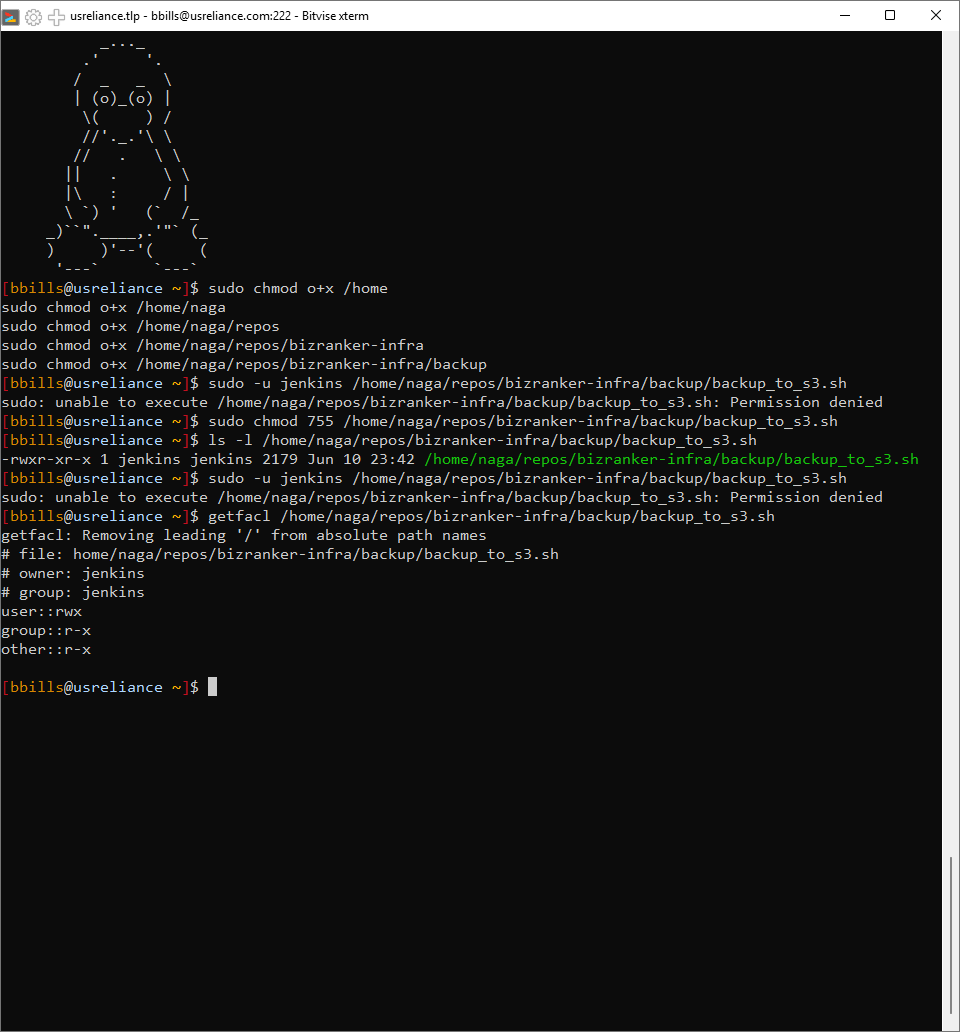 usreliance.tlp - bbills@usreliance.com:222 - Bitvise xterm
[bbills@usreliance ~]$ sudo chmod o+x /home
sudo chmod o+x /home/naga
sudo chmod o+x /home/naga/repos
sudo chmod o+x /home/naga/repos/bizranker-infra
sudo chmod o+x /home/naga/repos/bizranker-infra/backup
[bbills@usreliance ~]$ sudo -u jenkins /home/naga/repos/bizranker-infra/backup/backup_to_s3.sh
sudo: unable to execute /home/naga/repos/bizranker-infra/backup/backup_to_s3.sh: Permission denied
[bbills@usreliance ~]$ sudo chmod 755 /home/naga/repos/bizranker-infra/backup/backup_to_s3.sh
[bbills@usreliance ~]$ ls -l /home/naga/repos/bizranker-infra/backup/backup_to_s3.sh
-rwxr-xr-x 1 jenkins jenkins 2179 Jun 10 23:42 /home/naga/repos/bizranker-infra/backup/backup_to_s3.sh
[bbills@usreliance ~]$ sudo -u jenkins /home/naga/repos/bizranker-infra/backup/backup_to_s3.sh
sudo: unable to execute /home/naga/repos/bizranker-infra/backup/backup_to_s3.sh: Permission denied
[bbills@usreliance ~]$ getfacl /home/naga/repos/bizranker-infra/backup/backup_to_s3.sh
getfacl: Removing leading '/' from absolute path names
# file: home/naga/repos/bizranker-infra/backup/backup_to_s3.sh
# owner: jenkins
# group: jenkins
user::rwx
group::r-x
other::r-x
[bbills@usreliance ~]$